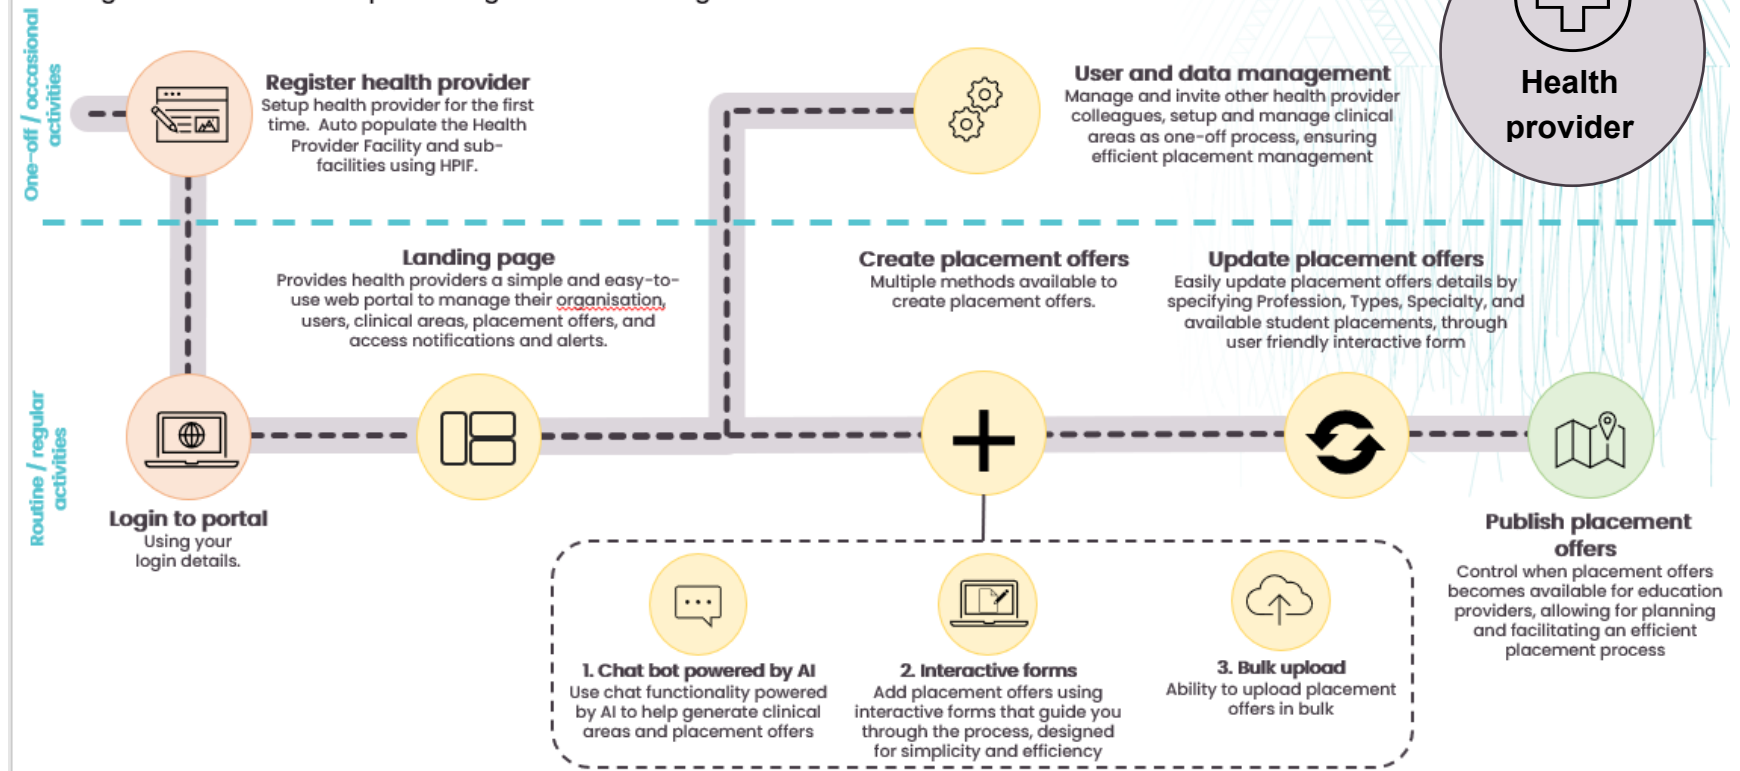 One-off / occasional
activities
Register health provider
Setup health provider for the first
time. Auto populate the Health
Provider Facility and sub-
facilities using HPIF.
User and data management
Manage and invite other health provider
colleagues, setup and manage clinical
areas as one-off process, ensuring
efficient placement management
Health
provider
Landing page
Provides health providers a simple and easy-to-
use web portal to manage their organisation,
users, clinical areas, placement offers, and
access notifications and alerts.
Create placement offers
Multiple methods available to
create placement offers.
Update placement offers
Easily update placement offers details by
specifying Profession, Types, Specialty, and
available student placements, through
user friendly interactive form
Routine / regular
activities
Login to portal
Using your
login details.
Publish placement
offers
Control when placement offers
becomes available for education
providers, allowing for planning
and facilitating an efficient
placement process
1. Chat bot powered by AI
Use chat functionality powered
by AI to help generate clinical
areas and placement offers
2. Interactive forms
Add placement offers using
interactive forms that guide you
through the process, designed
for simplicity and efficiency
3. Bulk upload
Ability to upload placement
offers in bulk